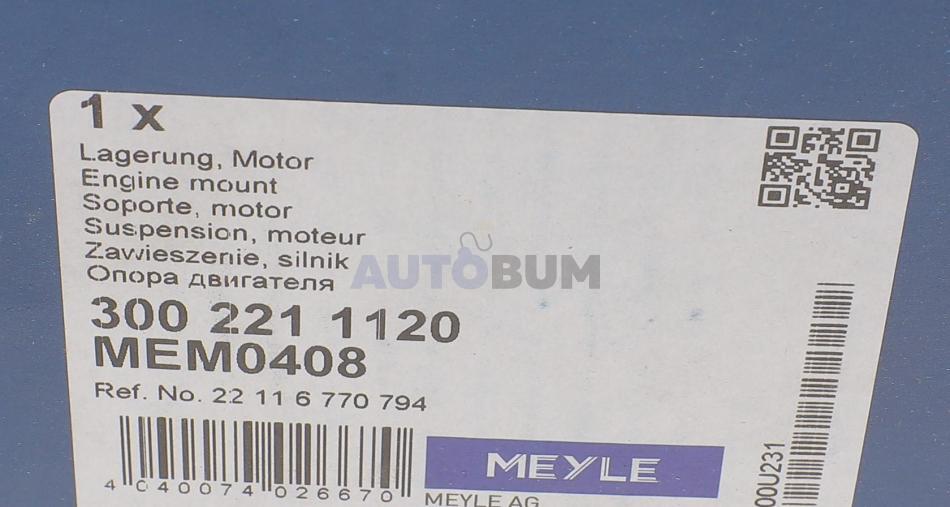 1 x
Lagerung, Motor
Engine mount
Soporte, motor
Suspension, moteur
Zawieszenie, silnik
Опора двигателя
AUTOBUM
300 221 1120
MEM0408
Ref. No. 22 11 6 770 794
4 040074 026670
MEYLE
MEYLE AG
00U231